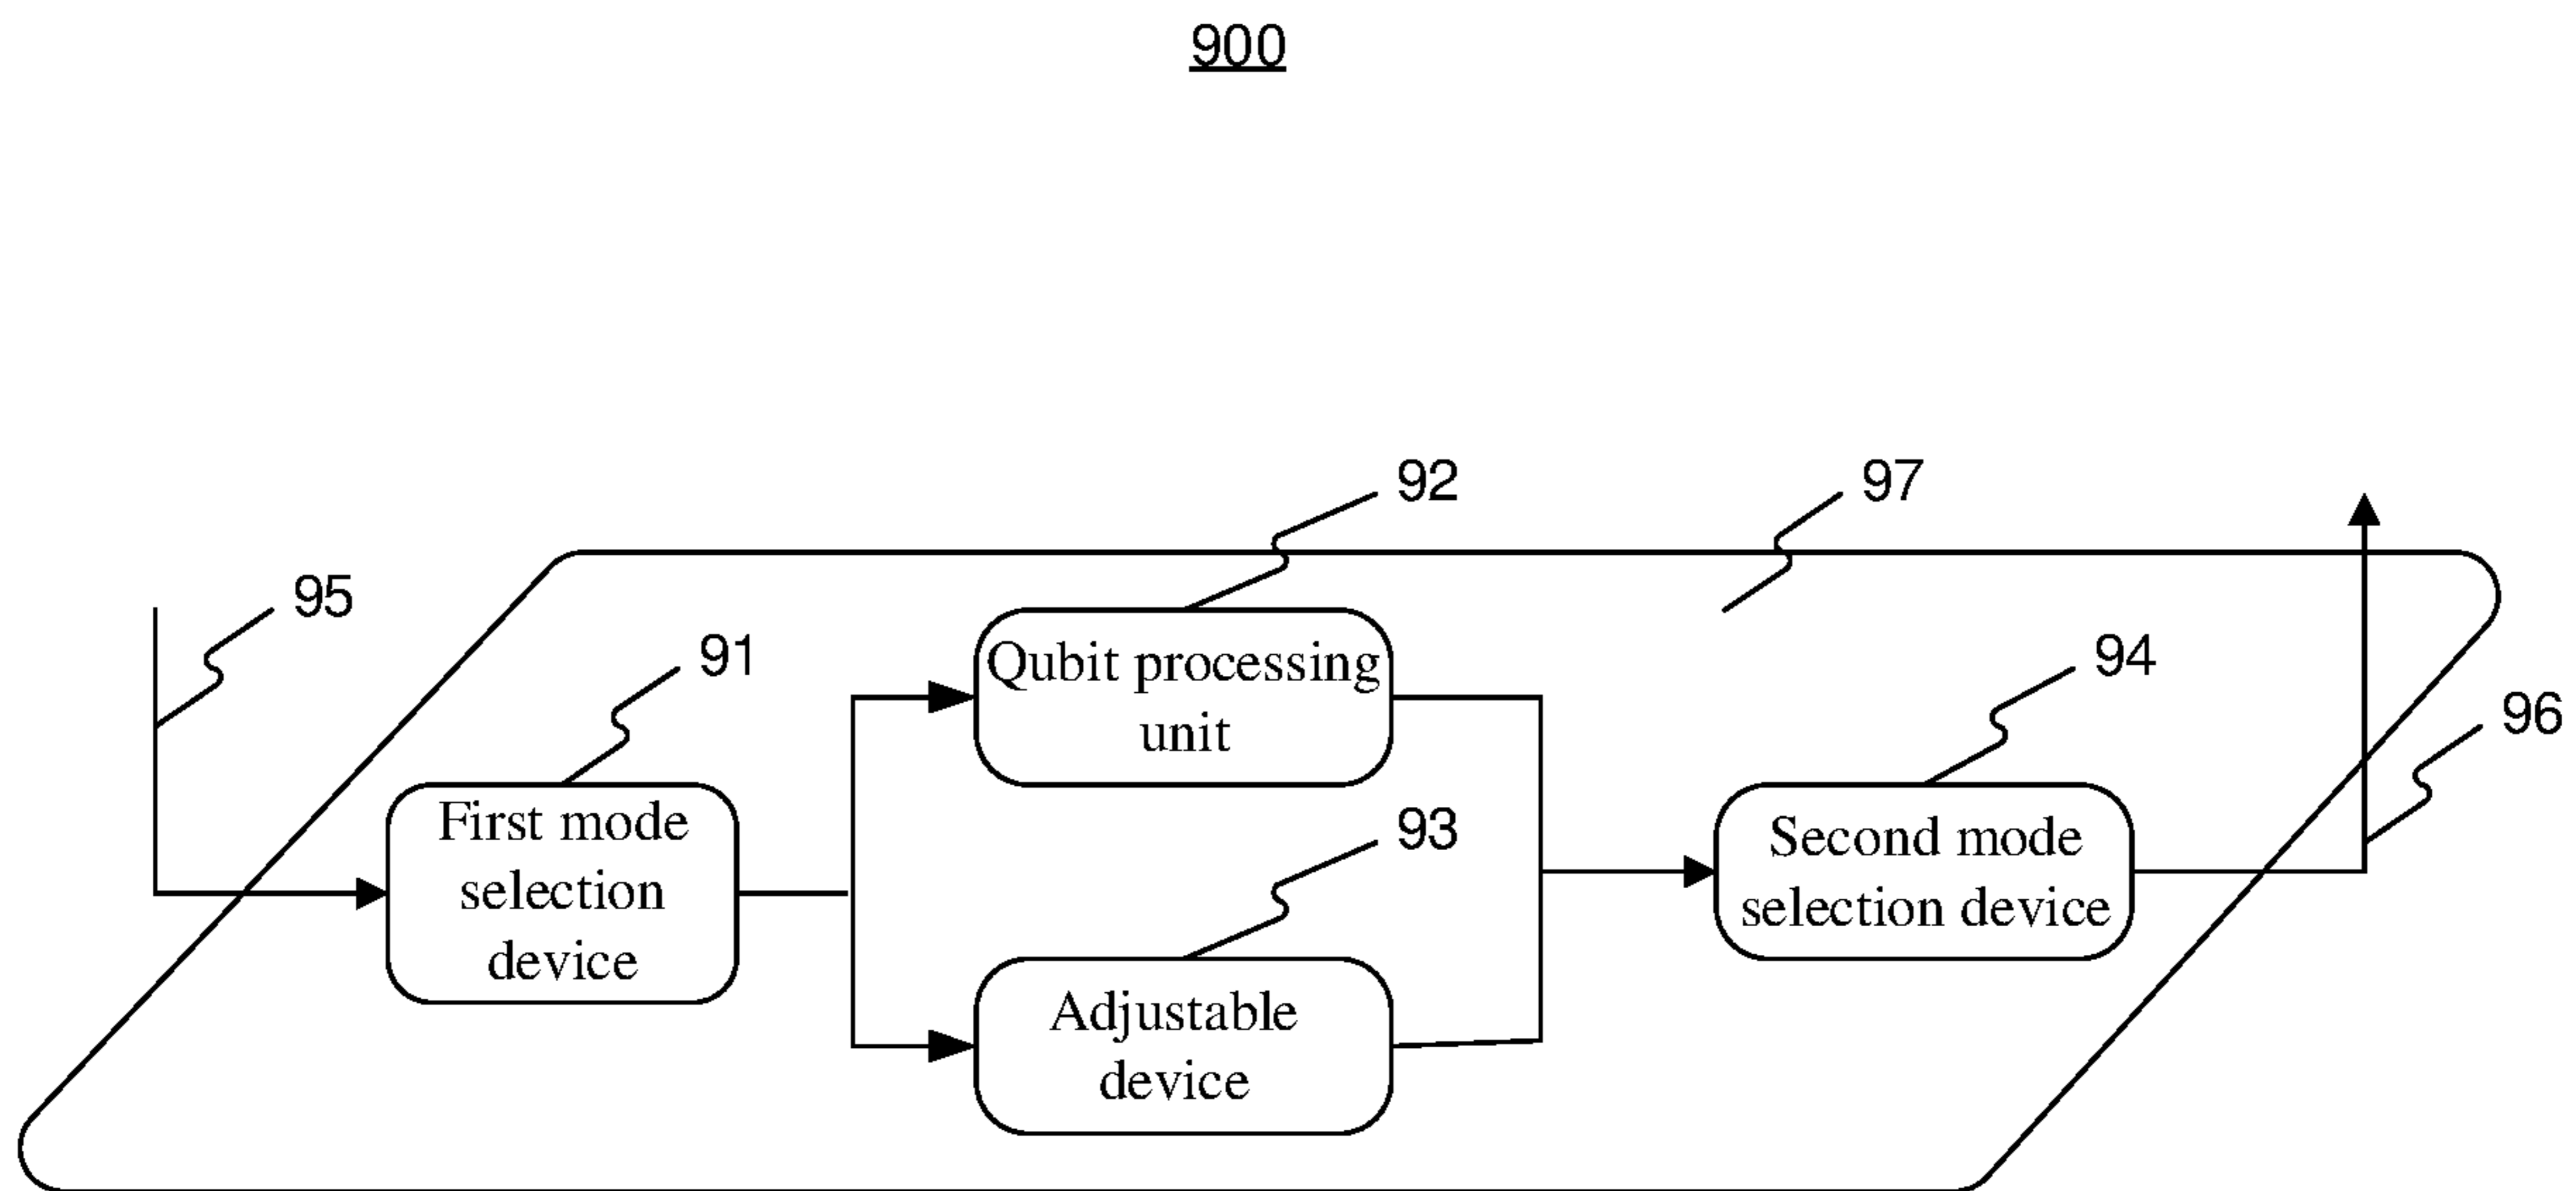 900
92
97
95
91
94
96
Qubit processing
unit
First mode
selection
device
93
Second mode
selection device
Adjustable
device